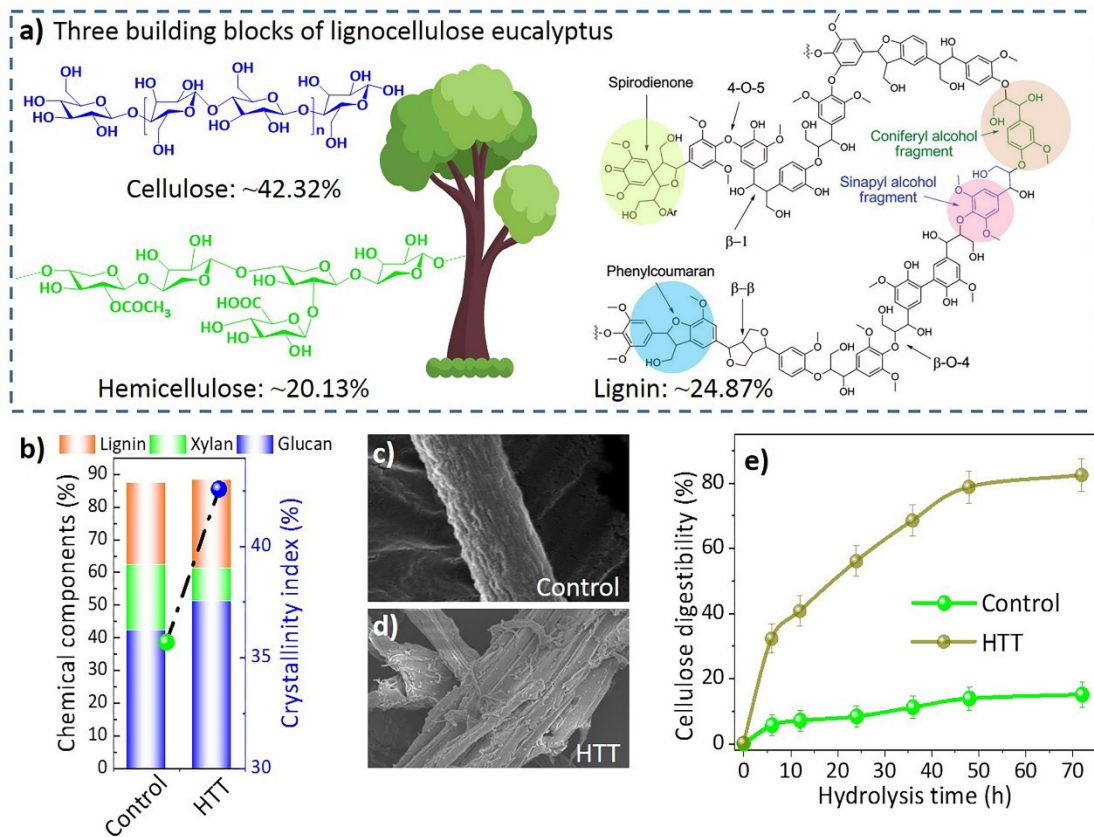 a) Three building blocks of lignocellulose eucalyptus
Cellulose: ~42.32%
Hemicellulose: ~20.13%
Spirodienone
4-O-5
β–1
Coniferyl alcohol
fragment
Sinapyl alcohol
fragment
Phenylcoumaran
β–β
β-O-4
Lignin: ~24.87%
OH
HO
O
n
OCOCH3
HOOC
OAr
b)
Lignin Xylan Glucan
Chemical components (%)
90
80
70
60
50
40
30
20
10
0
Control
HTT
Crystallinity index (%)
40
35
30
c)
Control
d)
HTT
e)
Cellulose digestibility (%)
80
60
40
20
0
Control
HTT
0 10 20 30 40 50 60 70
Hydrolysis time (h)